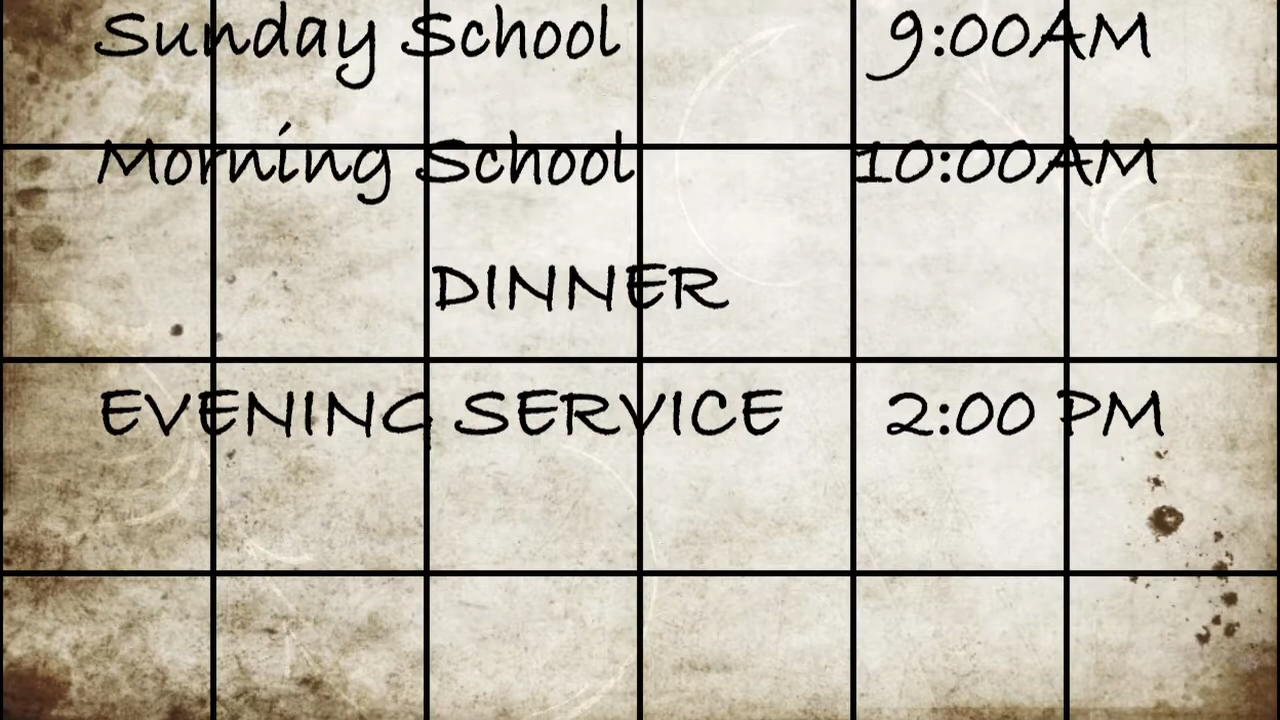 Sunday School 9:00AM
Morning School 10:00AM
DINNER
EVENING SERVICE 2:00 PM